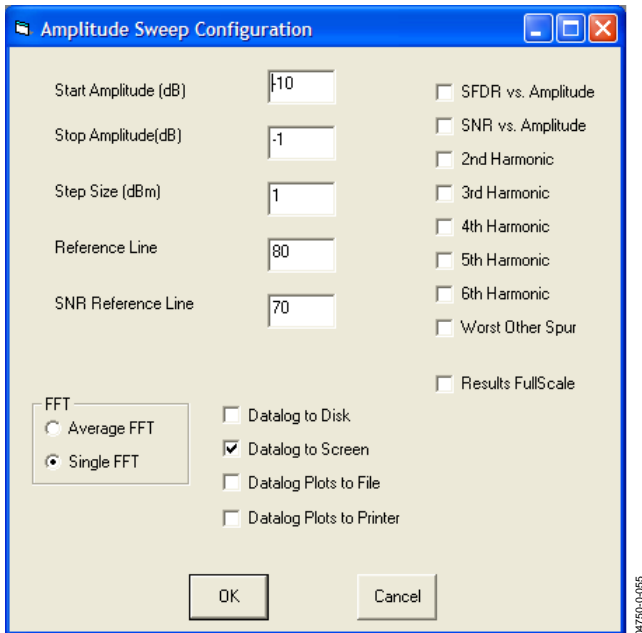 Amplitude Sweep Configuration
Start Amplitude (dB)
-10
Stop Amplitude(dB)
-1
Step Size (dBm)
1
Reference Line
80
SNR Reference Line
70
SFDR vs. Amplitude
SNR vs. Amplitude
2nd Harmonic
3rd Harmonic
4th Harmonic
5th Harmonic
6th Harmonic
Worst Other Spur
Results FullScale
FFT
Average FFT
Single FFT
Datalog to Disk
Datalog to Screen
Datalog Plots to File
Datalog Plots to Printer
OK
Cancel
04750-0-055